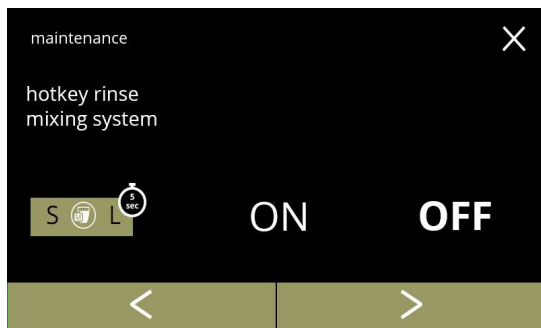 maintenance
hotkey rinse
mixing system
S M L
5
sec
ON
OFF